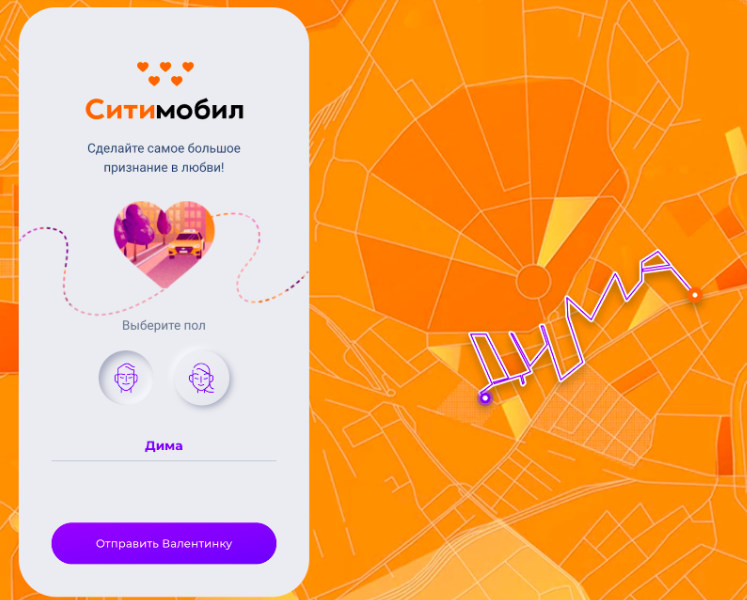 Ситимобил
Сделайте самое большое
признание в любви!
Выберите пол
Дима
Отправить Валентинку
ДИМА